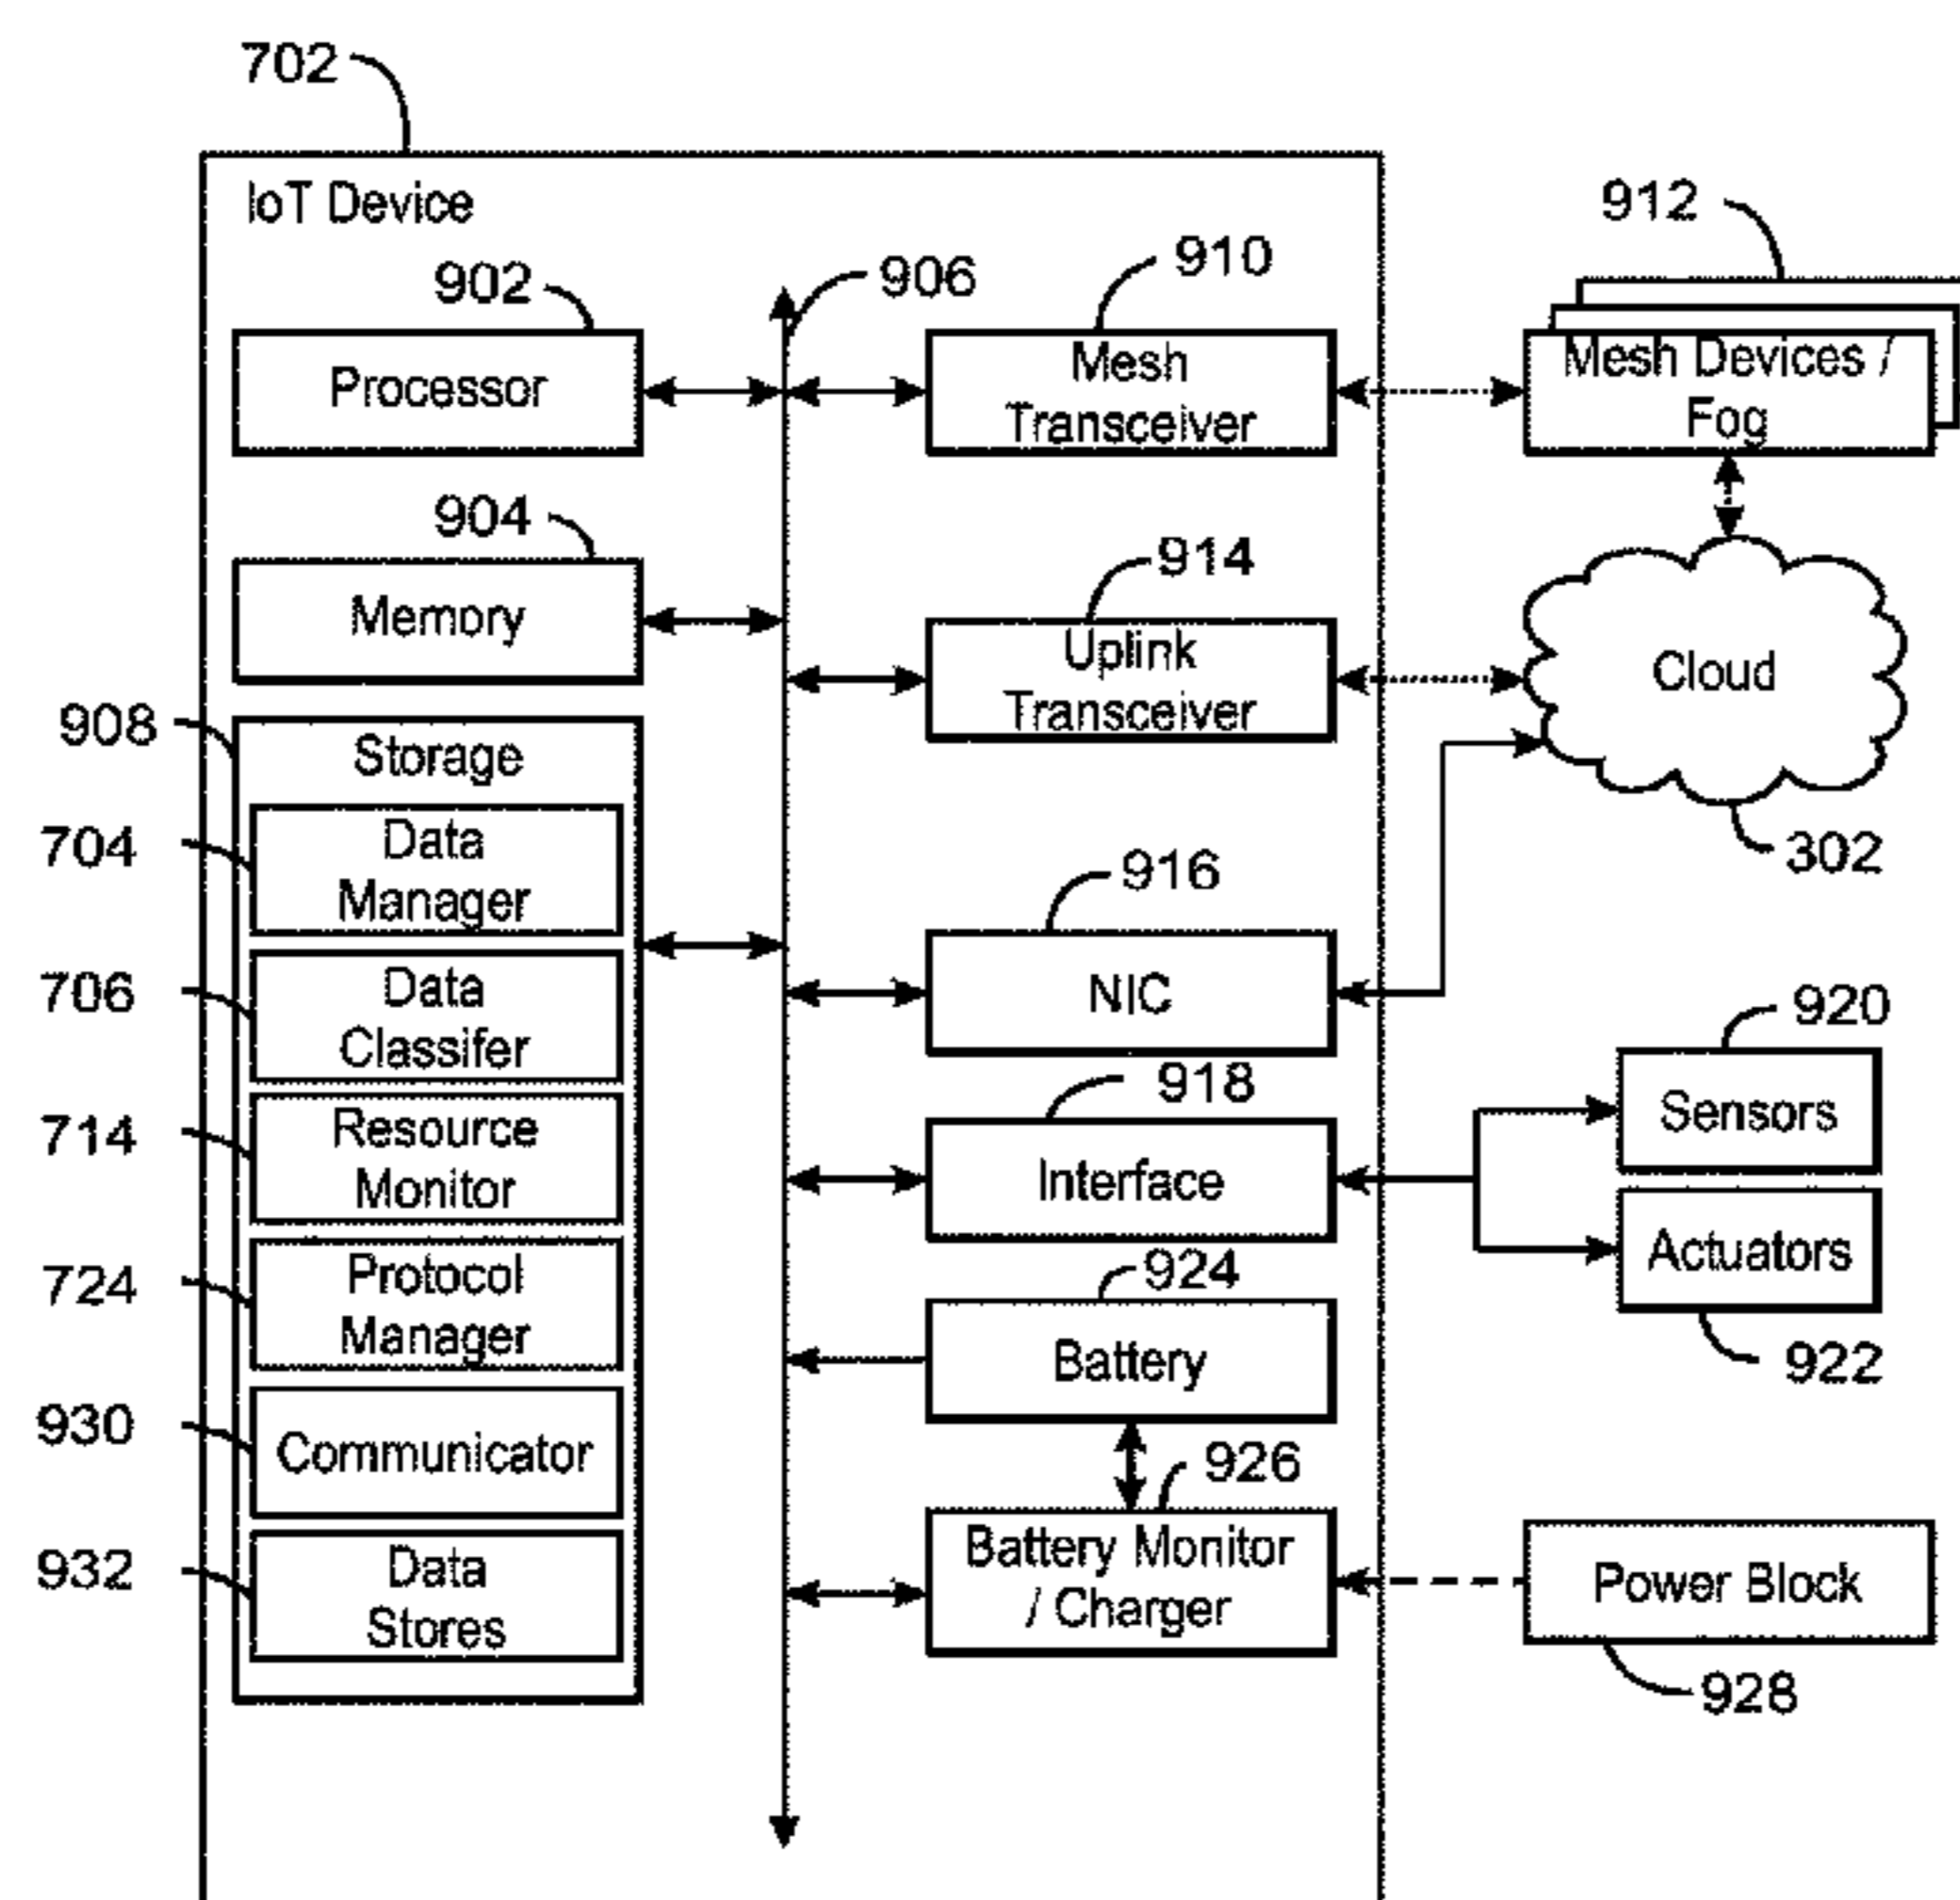 702
IoT Device
912
910
906
902
Processor
Mesh
Transceiver
Mesh Devices /
Fog
904
914
Memory
Uplink
Transceiver
Cloud
908
Storage
704
Data
Manager
302
916
706
Data
Classifer
NIC
920
918
Sensors
714
Resource
Monitor
Interface
Actuators
724
Protocol
Manager
924
922
Battery
930
Communicator
926
932
Data
Stores
Battery Monitor
/ Charger
Power Block
928